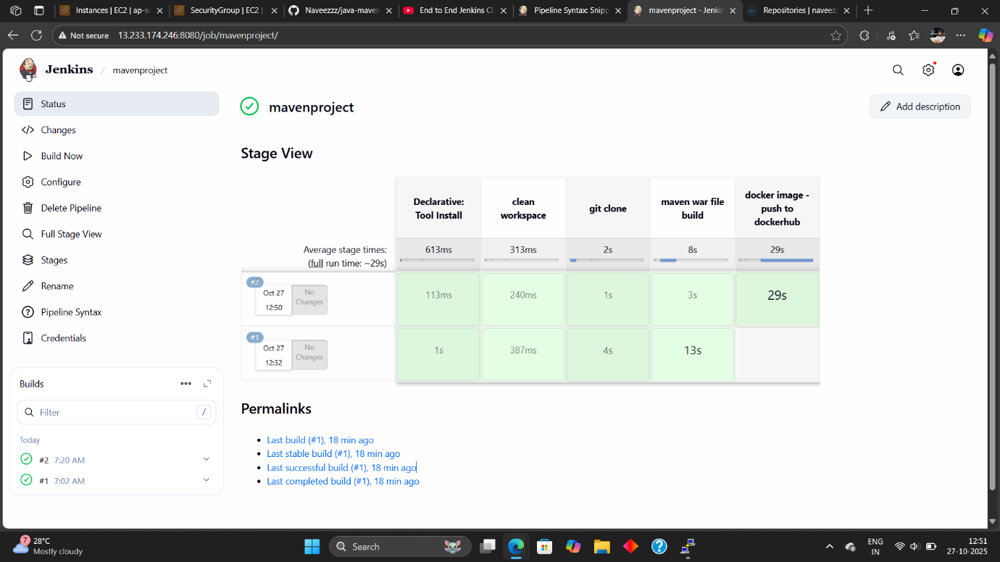 Instances | EC2 | ap-sc
SecurityGroup | EC2 |
Naveezzz/java-maven
End to End Jenkins CI
Pipeline Syntax: Snipp
mavenproject - Jenkin
Repositories | naveez
Not secure
13.233.174.246:8080/job/mavenproject/
Jenkins / mavenproject
Status
Changes
Build Now
Configure
Delete Pipeline
Full Stage View
Stages
Rename
Pipeline Syntax
Credentials
Builds
Filter
/
Today
#2 7:20 AM
#1 7:02 AM
mavenproject
Add description
Stage View
Declarative: Tool Install
clean workspace
git clone
maven war file build
docker image - push to dockerhub
Average stage times:
(full run time: ~29s)
613ms
313ms
2s
8s
29s
#2
Oct 27
12:50
No Changes
113ms
240ms
1s
3s
29s
#1
Oct 27
12:32
No Changes
1s
387ms
4s
13s
Permalinks
Last build (#1), 18 min ago
Last stable build (#1), 18 min ago
Last successful build (#1), 18 min ago
Last completed build (#1), 18 min ago
7
28°C
Mostly cloudy
Search
ENG
IN
12:51
27-10-2025